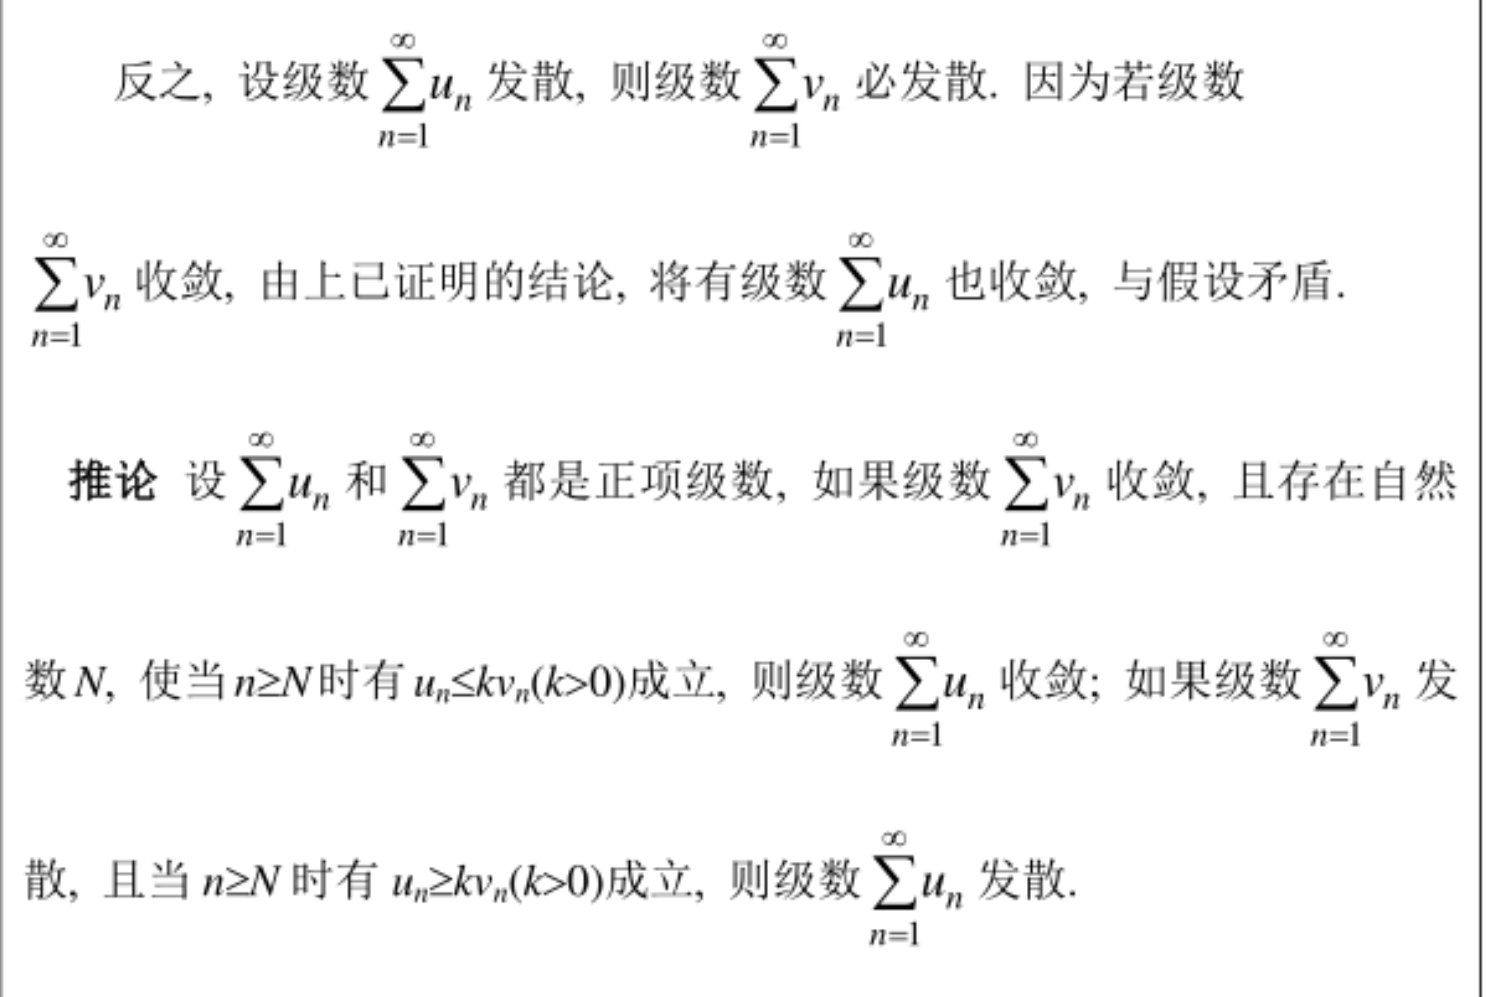 反之, 设级数 $\sum_{n=1}^{\infty} u_n$ 发散, 则级数 $\sum_{n=1}^{\infty} v_n$ 必发散. 因为若级数
$\sum_{n=1}^{\infty} v_n$ 收敛, 由上已证明的结论, 将有级数 $\sum_{n=1}^{\infty} u_n$ 也收敛, 与假设矛盾.
推论 设 $\sum_{n=1}^{\infty} u_n$ 和 $\sum_{n=1}^{\infty} v_n$ 都是正项级数, 如果级数 $\sum_{n=1}^{\infty} v_n$ 收敛, 且存在自然
数 N, 使当 n≥N 时有 $u_n$≤k$v_n$(k>0)成立, 则级数 $\sum_{n=1}^{\infty} u_n$ 收敛; 如果级数 $\sum_{n=1}^{\infty} v_n$ 发
散, 且当 n≥N 时有 $u_n$≥k$v_n$(k>0)成立, 则级数 $\sum_{n=1}^{\infty} u_n$ 发散.